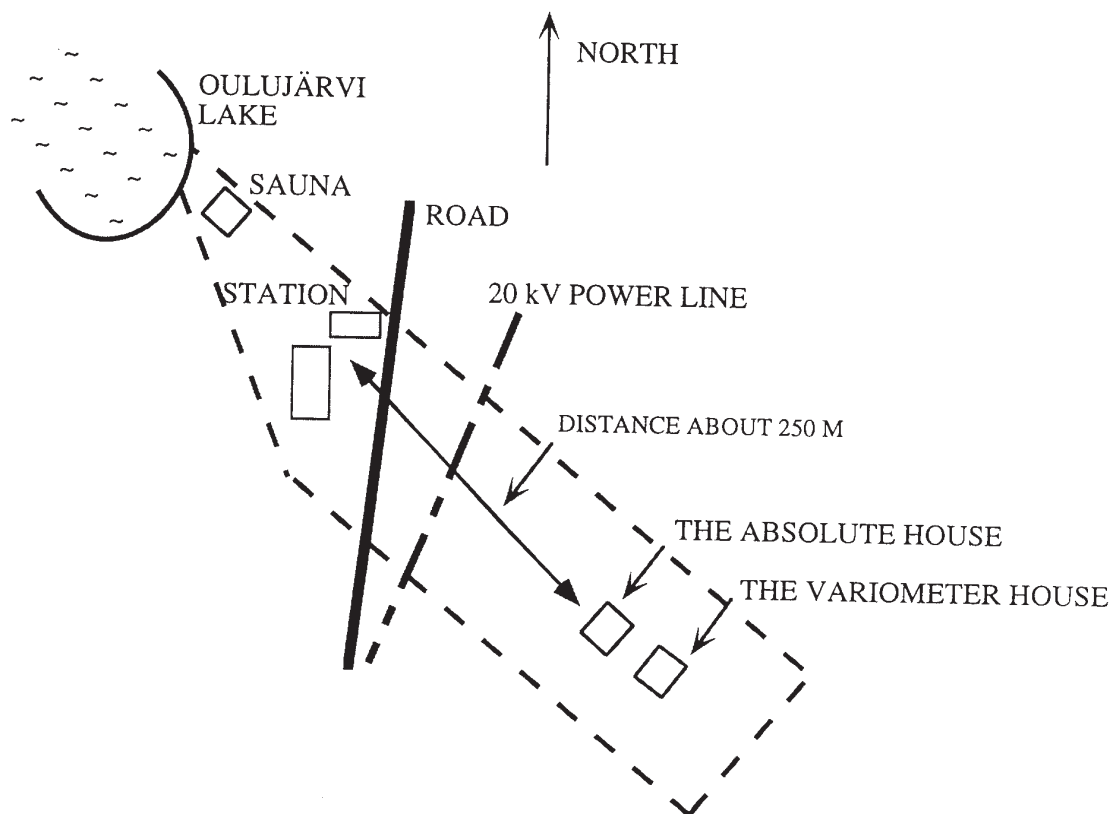 NORTH
OULUJÄRVI
LAKE
SAUNA
ROAD
STATION
20 kV POWER LINE
DISTANCE ABOUT 250 M
THE ABSOLUTE HOUSE
THE VARIOMETER HOUSE